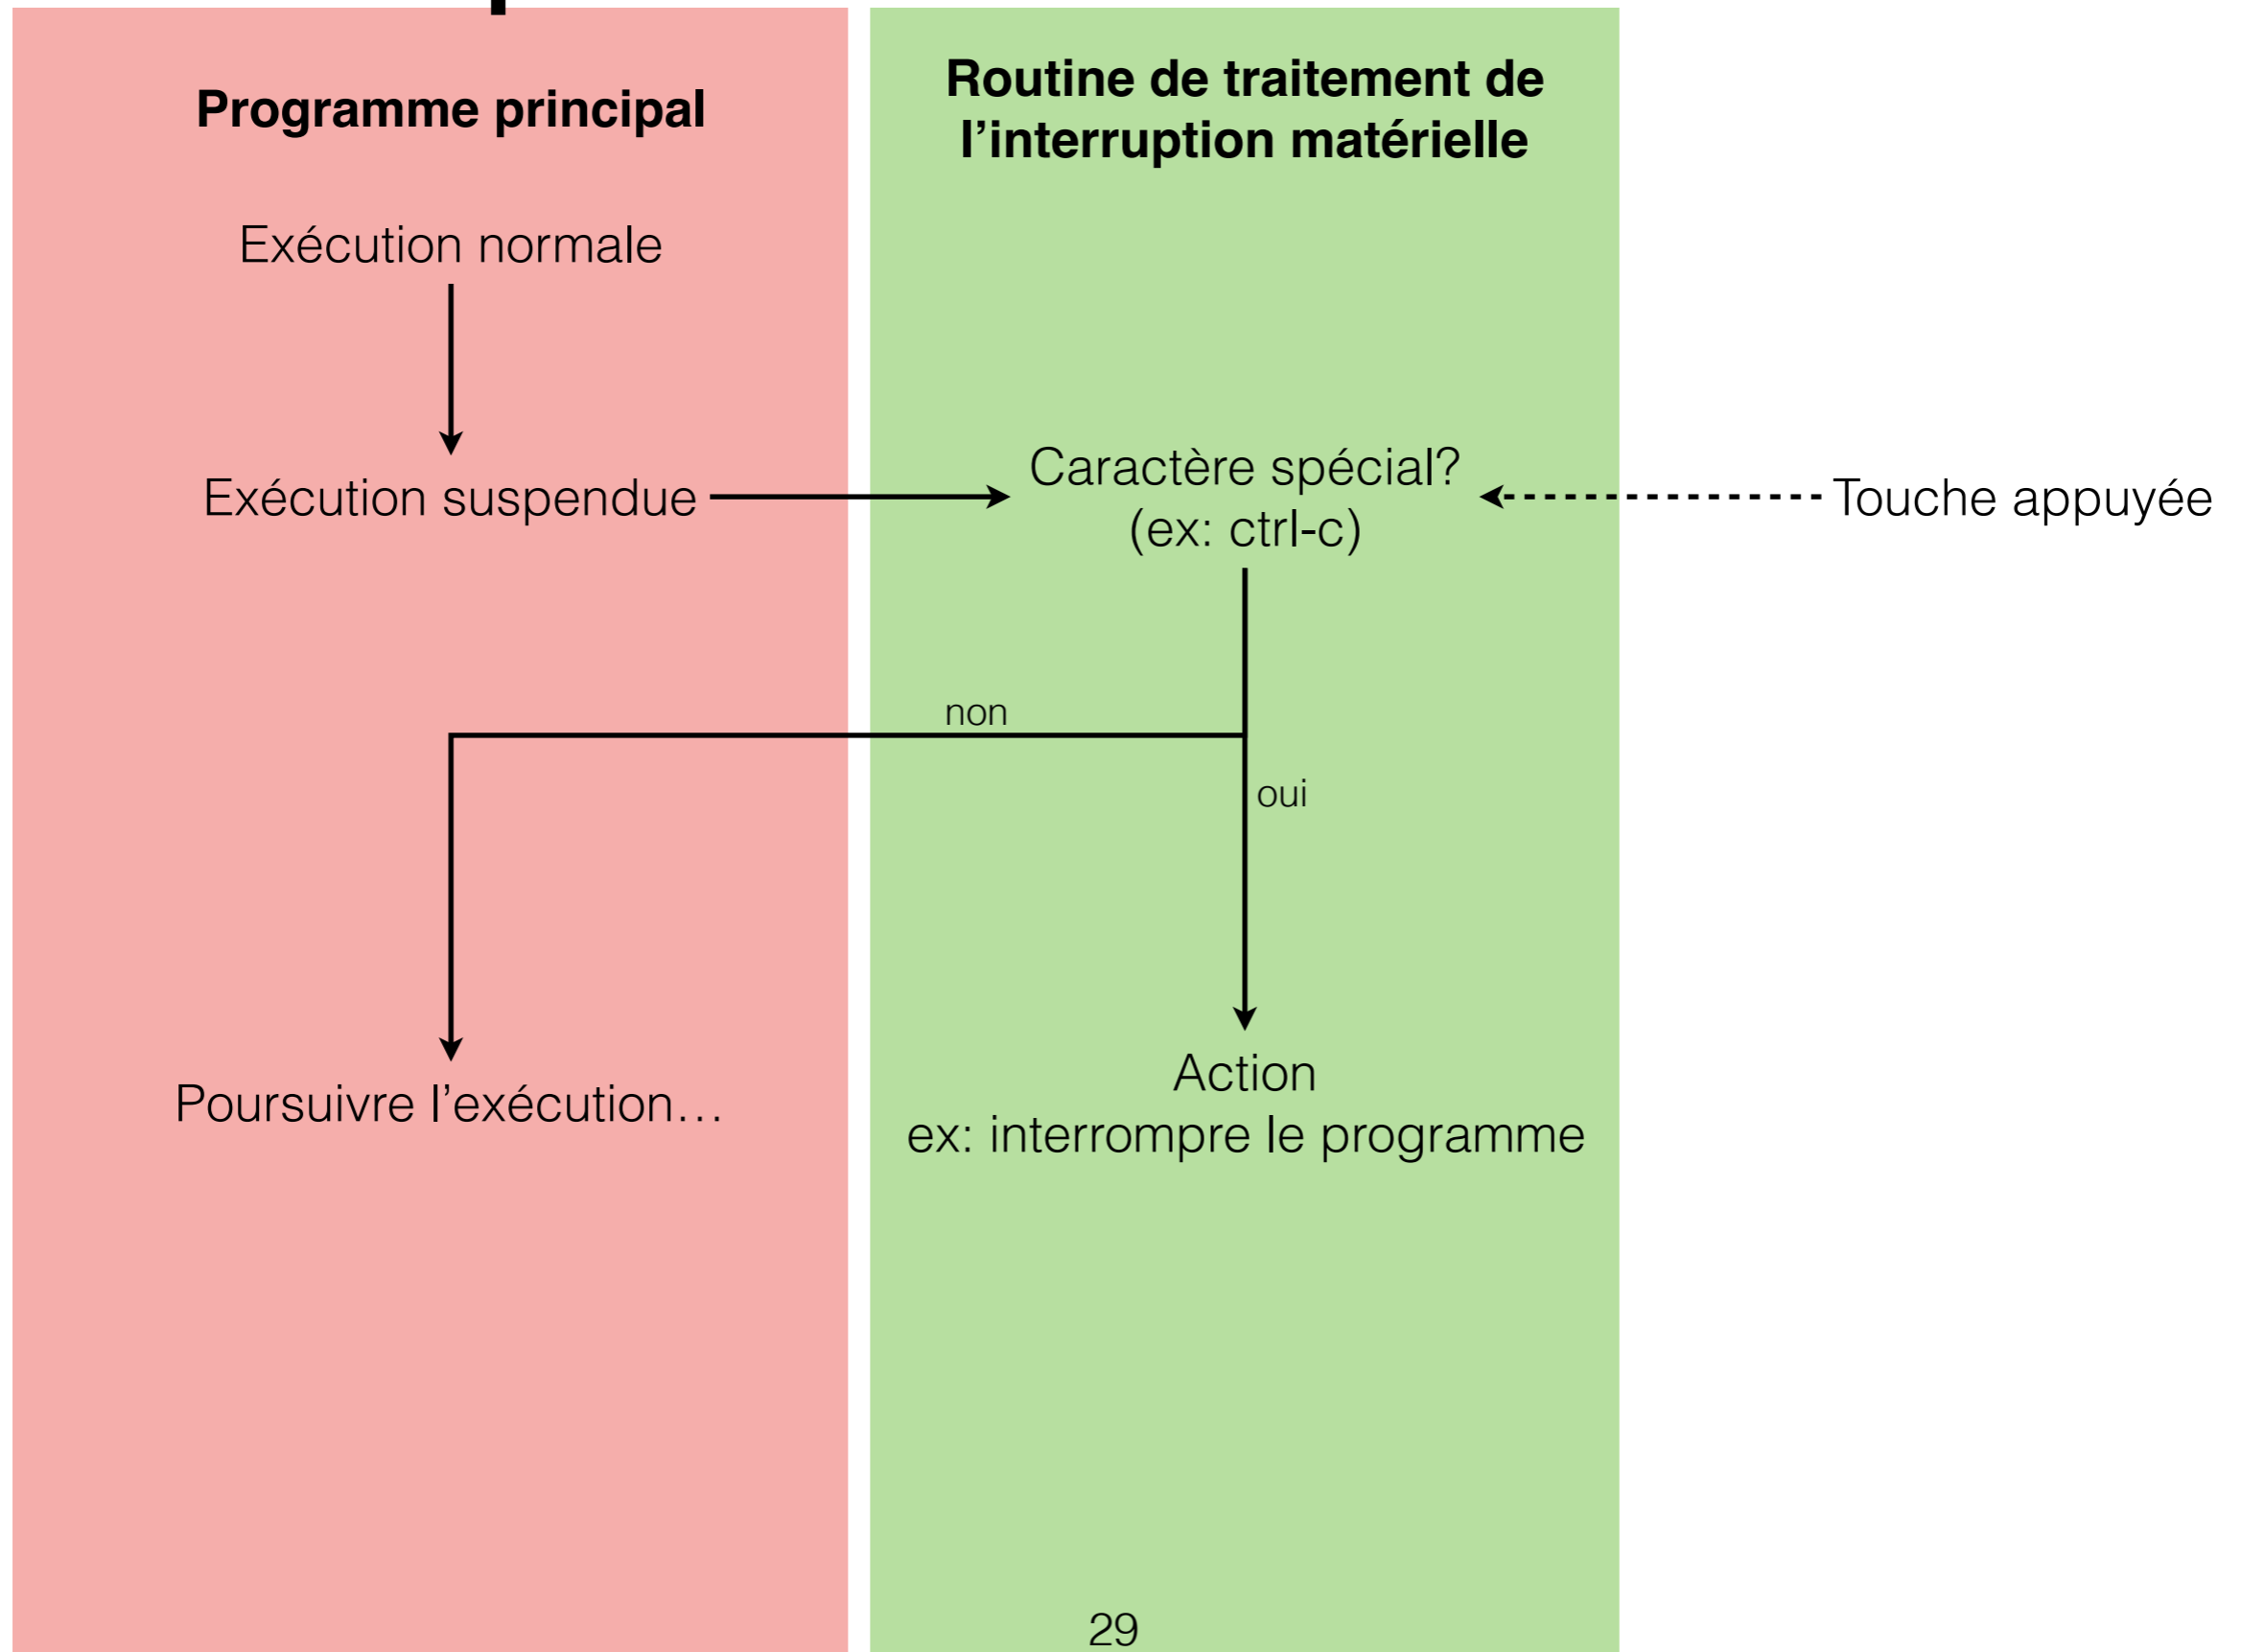 Programme principal
Routine de traitement de
l’interruption matérielle
Exécution normale
Exécution suspendue
Caractère spécial?
(ex: ctrl-c)
Touche appuyée
non
oui
Poursuivre l’exécution…
Action
ex: interrompre le programme
29